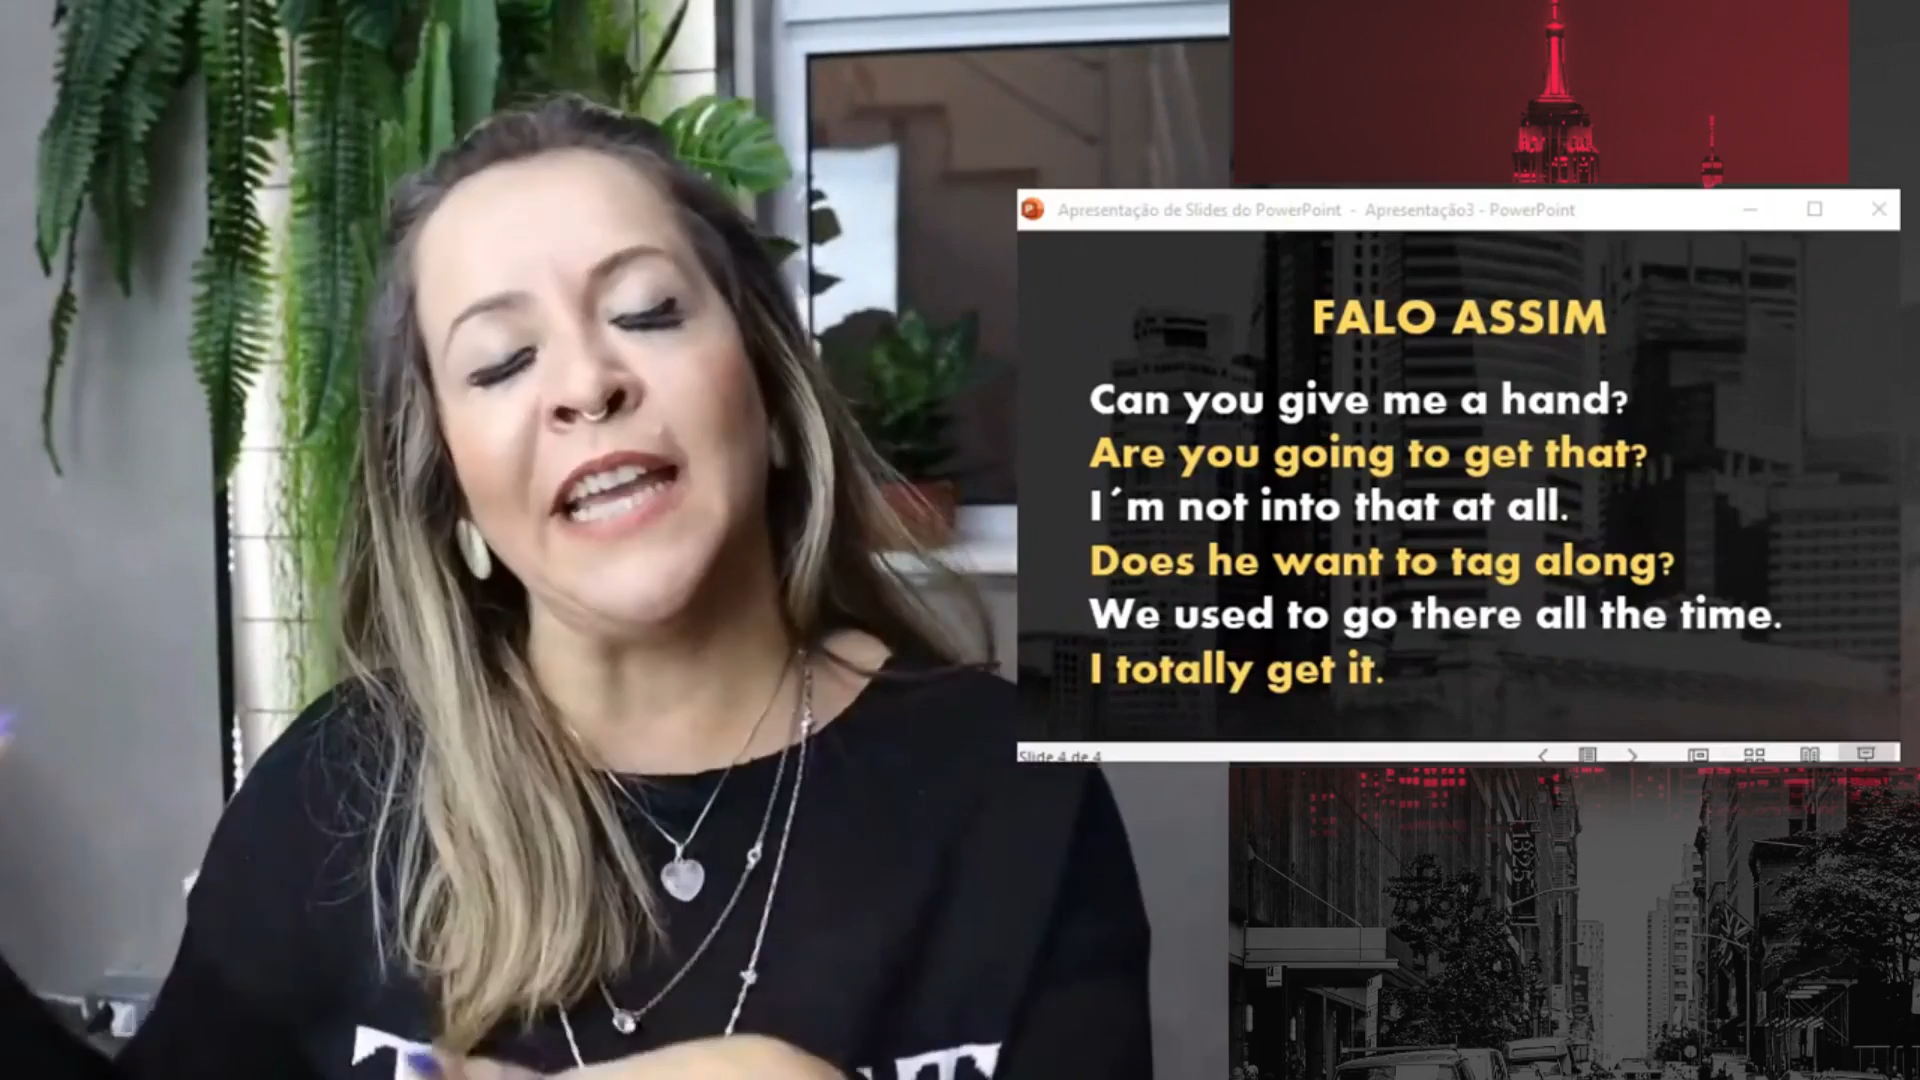 Apresentação de Slides do PowerPoint - Apresentação3 - PowerPoint
FALO ASSIM
Can you give me a hand?
Are you going to get that?
I´m not into that at all.
Does he want to tag along?
We used to go there all the time.
I totally get it.
Slide 4 de 4
1325